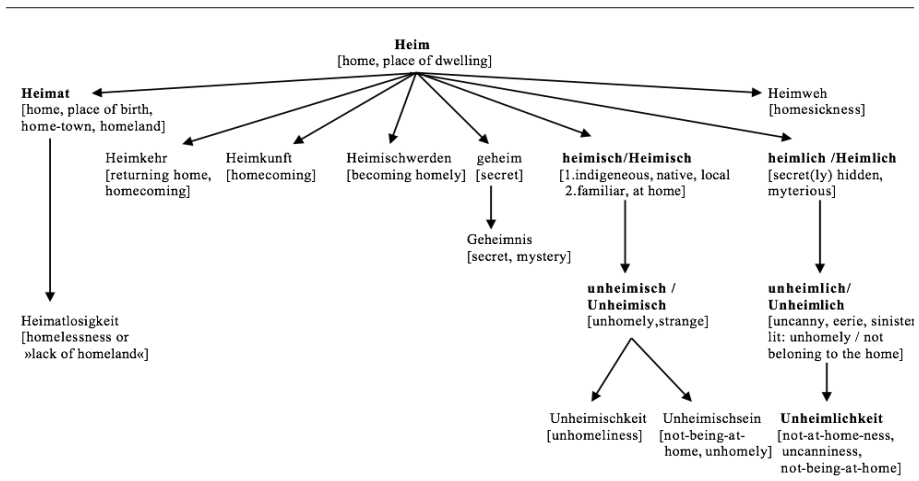 Heim
[home, place of dwelling]
Heimat
[home, place of birth,
home-town, homeland]
Heimweh
[homesickness]
Heimkehr
[returning home,
homecoming]
Heimkunft
[homecoming]
Heimischwerden
[becoming homely]
geheim
[secret]
heimisch/Heimisch
[1.indigeneous, native, local
2.familiar, at home]
heimlich /Heimlich
[secret(ly) hidden,
myterious]
Geheimnis
[secret, mystery]
unheimisch /
Unheimisch
[unhomely,strange]
unheimlich/
Unheimlich
[uncanny, eerie, sinister
lit: unhomely / not
beloning to the home]
Heimatlosigkeit
[homelessness or
»lack of homeland«]
Unheimischkeit
[unhomeliness]
Unheimischsein
[not-being-at-
home, unhomely]
Unheimlichkeit
[not-at-home-ness,
uncanniness,
not-being-at-home]